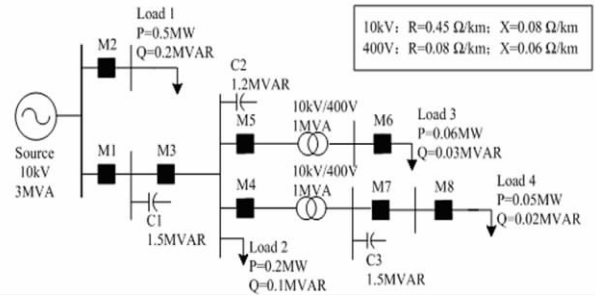 Load 1
P=0.5MW
Q=0.2MVAR
10kV: R=0.45 Ω/km; X=0.08 Ω/km
400V: R=0.08 Ω/km; X=0.06 Ω/km
M2
C2
1.2MVAR
10kV/400V
1MVA
M5
M6
Load 3
P=0.06MW
Q=0.03MVAR
Source
10kV
3MVA
M1
M3
C1
1.5MVAR
10kV/400V
1MVA
M4
M7
M8
Load 4
P=0.05MW
Q=0.02MVAR
Load 2
P=0.2MW
Q=0.1MVAR
C3
1.5MVAR